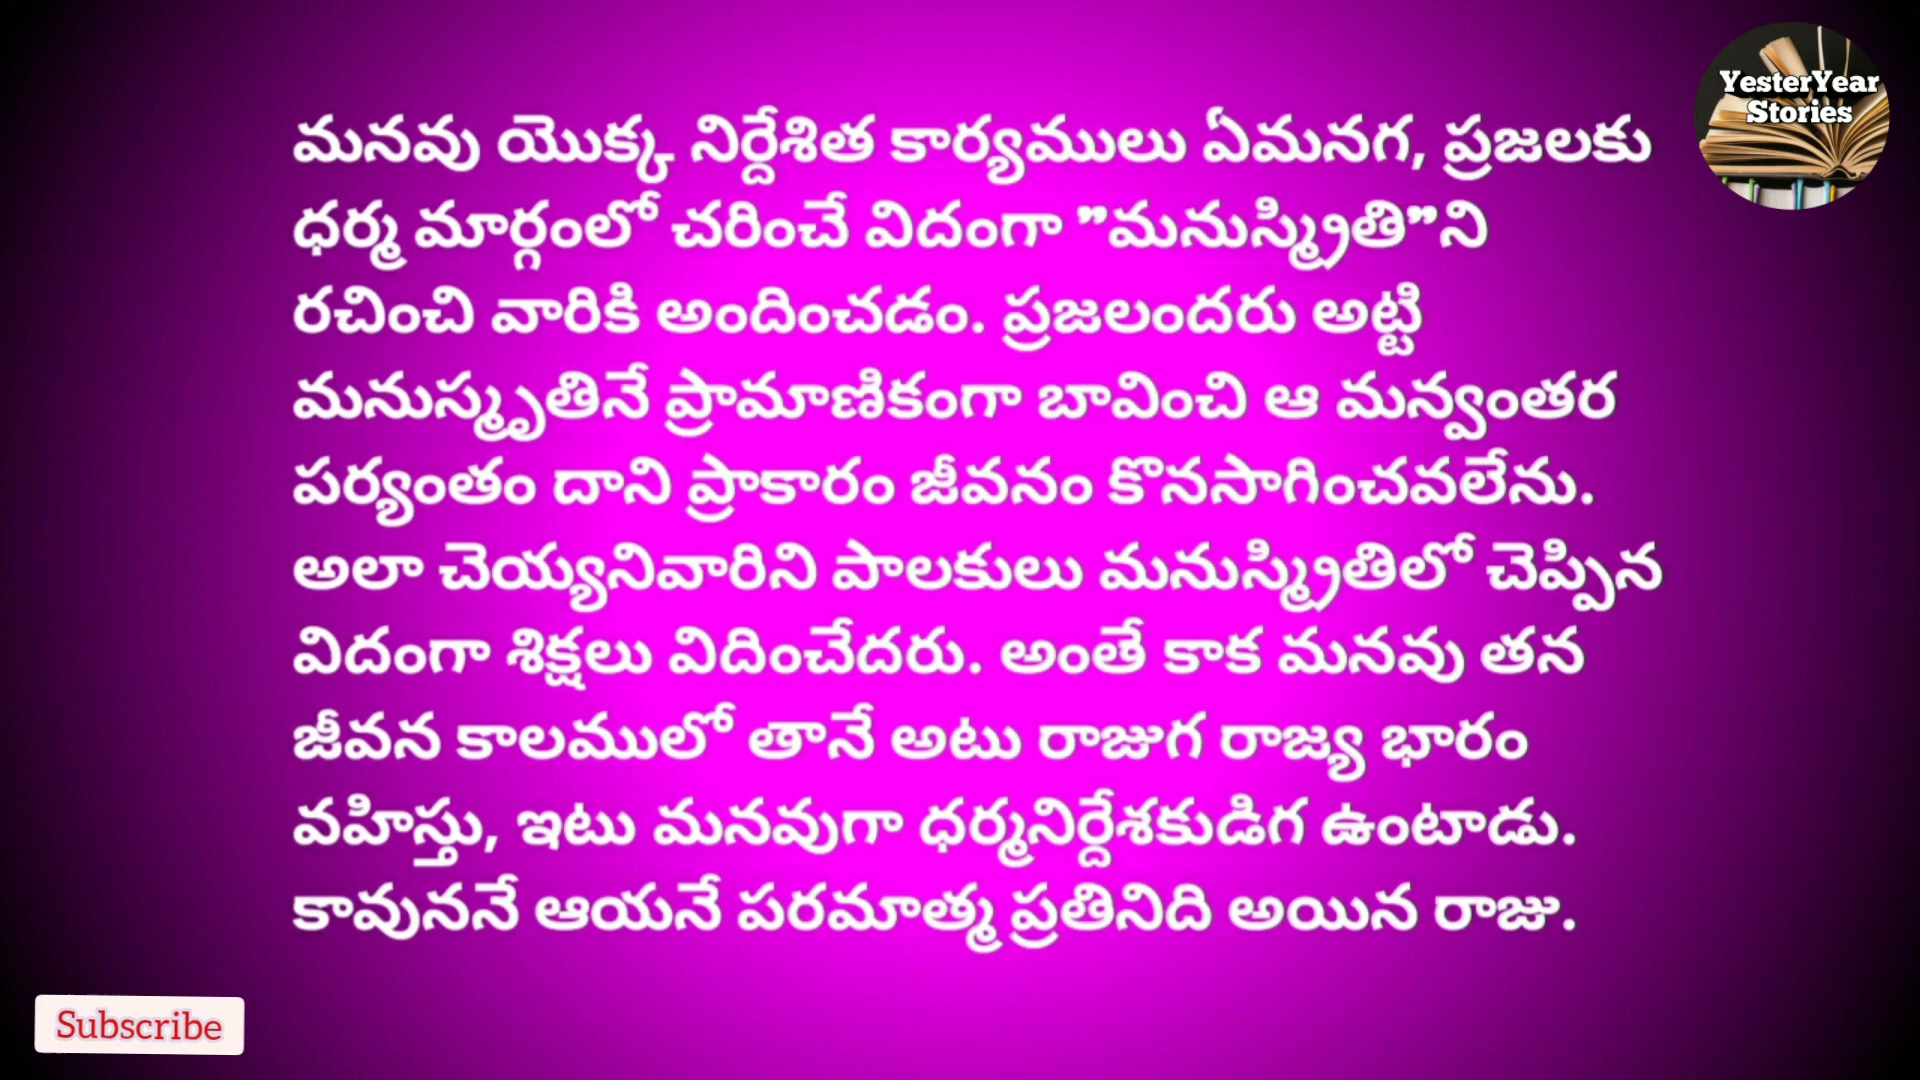 YesterYear
Stories
మనవు యొక్క నిర్దేశిత కార్యములు ఏమనగ, ప్రజలకు
ధర్మ మార్గంలో చరించే విదంగా "మనుస్మ్రితి"ని
రచించి వారికి అందించడం. ప్రజలందరు అట్టి
మనుస్మృతినే ప్రామాణికంగా బావించి ఆ మన్వంతర
పర్యంతం దాని ప్రాకారం జీవనం కొనసాగించవలేను.
అలా చెయ్యనివారిని పాలకులు మనుస్మ్రితిలో చెప్పిన
విదంగా శిక్షలు విదించేదరు. అంతే కాక మనవు తన
జీవన కాలములో తానే అటు రాజుగ రాజ్య భారం
వహిస్తు, ఇటు మనవుగా ధర్మనిర్దేశకుడిగ ఉంటాడు.
కావుననే ఆయనే పరమాత్మ ప్రతినిది అయిన రాజు.
Subscribe